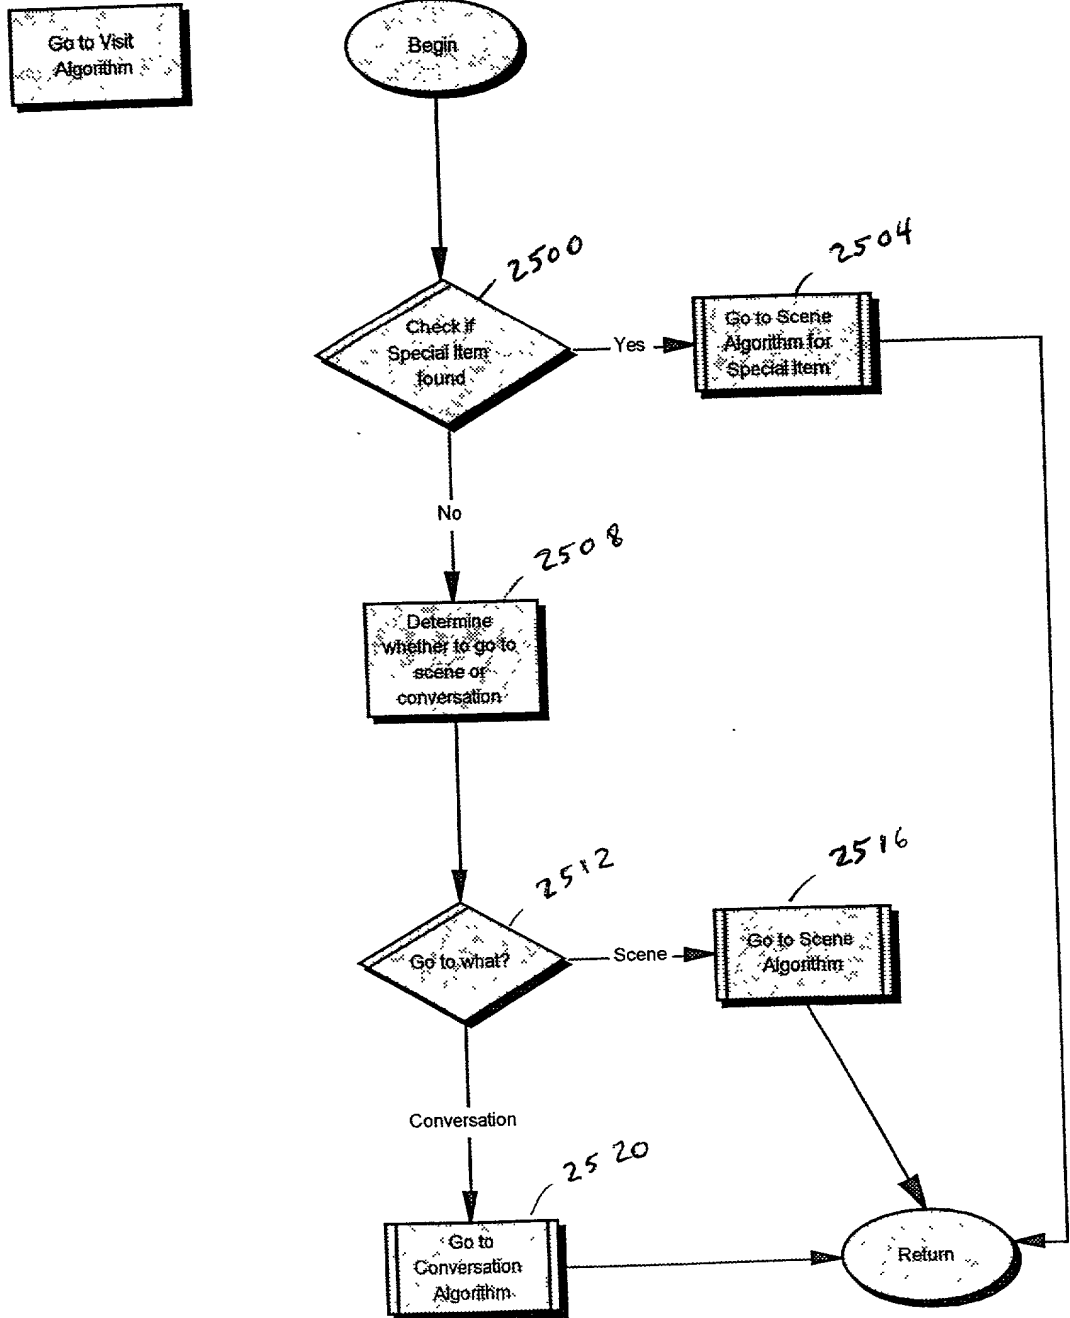 Go to Visit
Algorithm
Begin
2500
Check if
Special Item
found
Yes
2504
Go to Scene
Algorithm for
Special Item
No
2508
Determine
whether to go to
scene or
conversation
2512
Go to what?
Scene
2516
Go to Scene
Algorithm
Conversation
2520
Go to
Conversation
Algorithm
Return